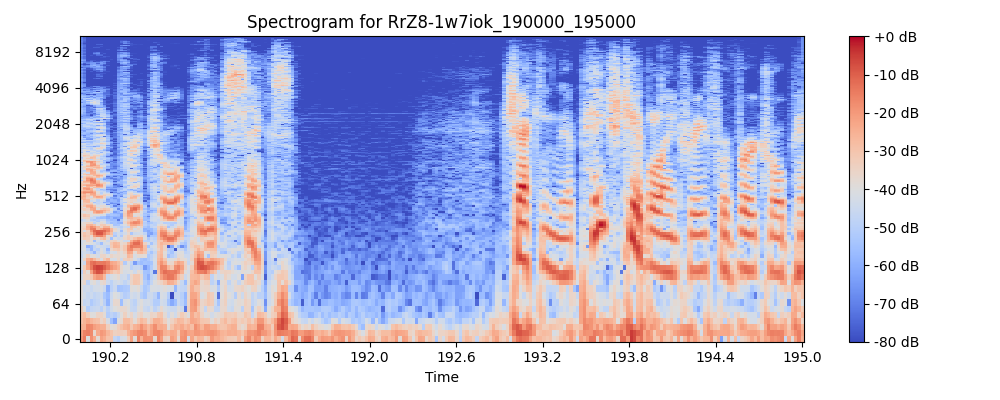 Spectrogram for RrZ8-1w7iok_190000_195000
8192
4096
2048
1024
512
256
128
64
0
Hz
190.2 190.8 191.4 192.0 192.6 193.2 193.8 194.4 195.0
Time
+0 dB
-10 dB
-20 dB
-30 dB
-40 dB
-50 dB
-60 dB
-70 dB
-80 dB